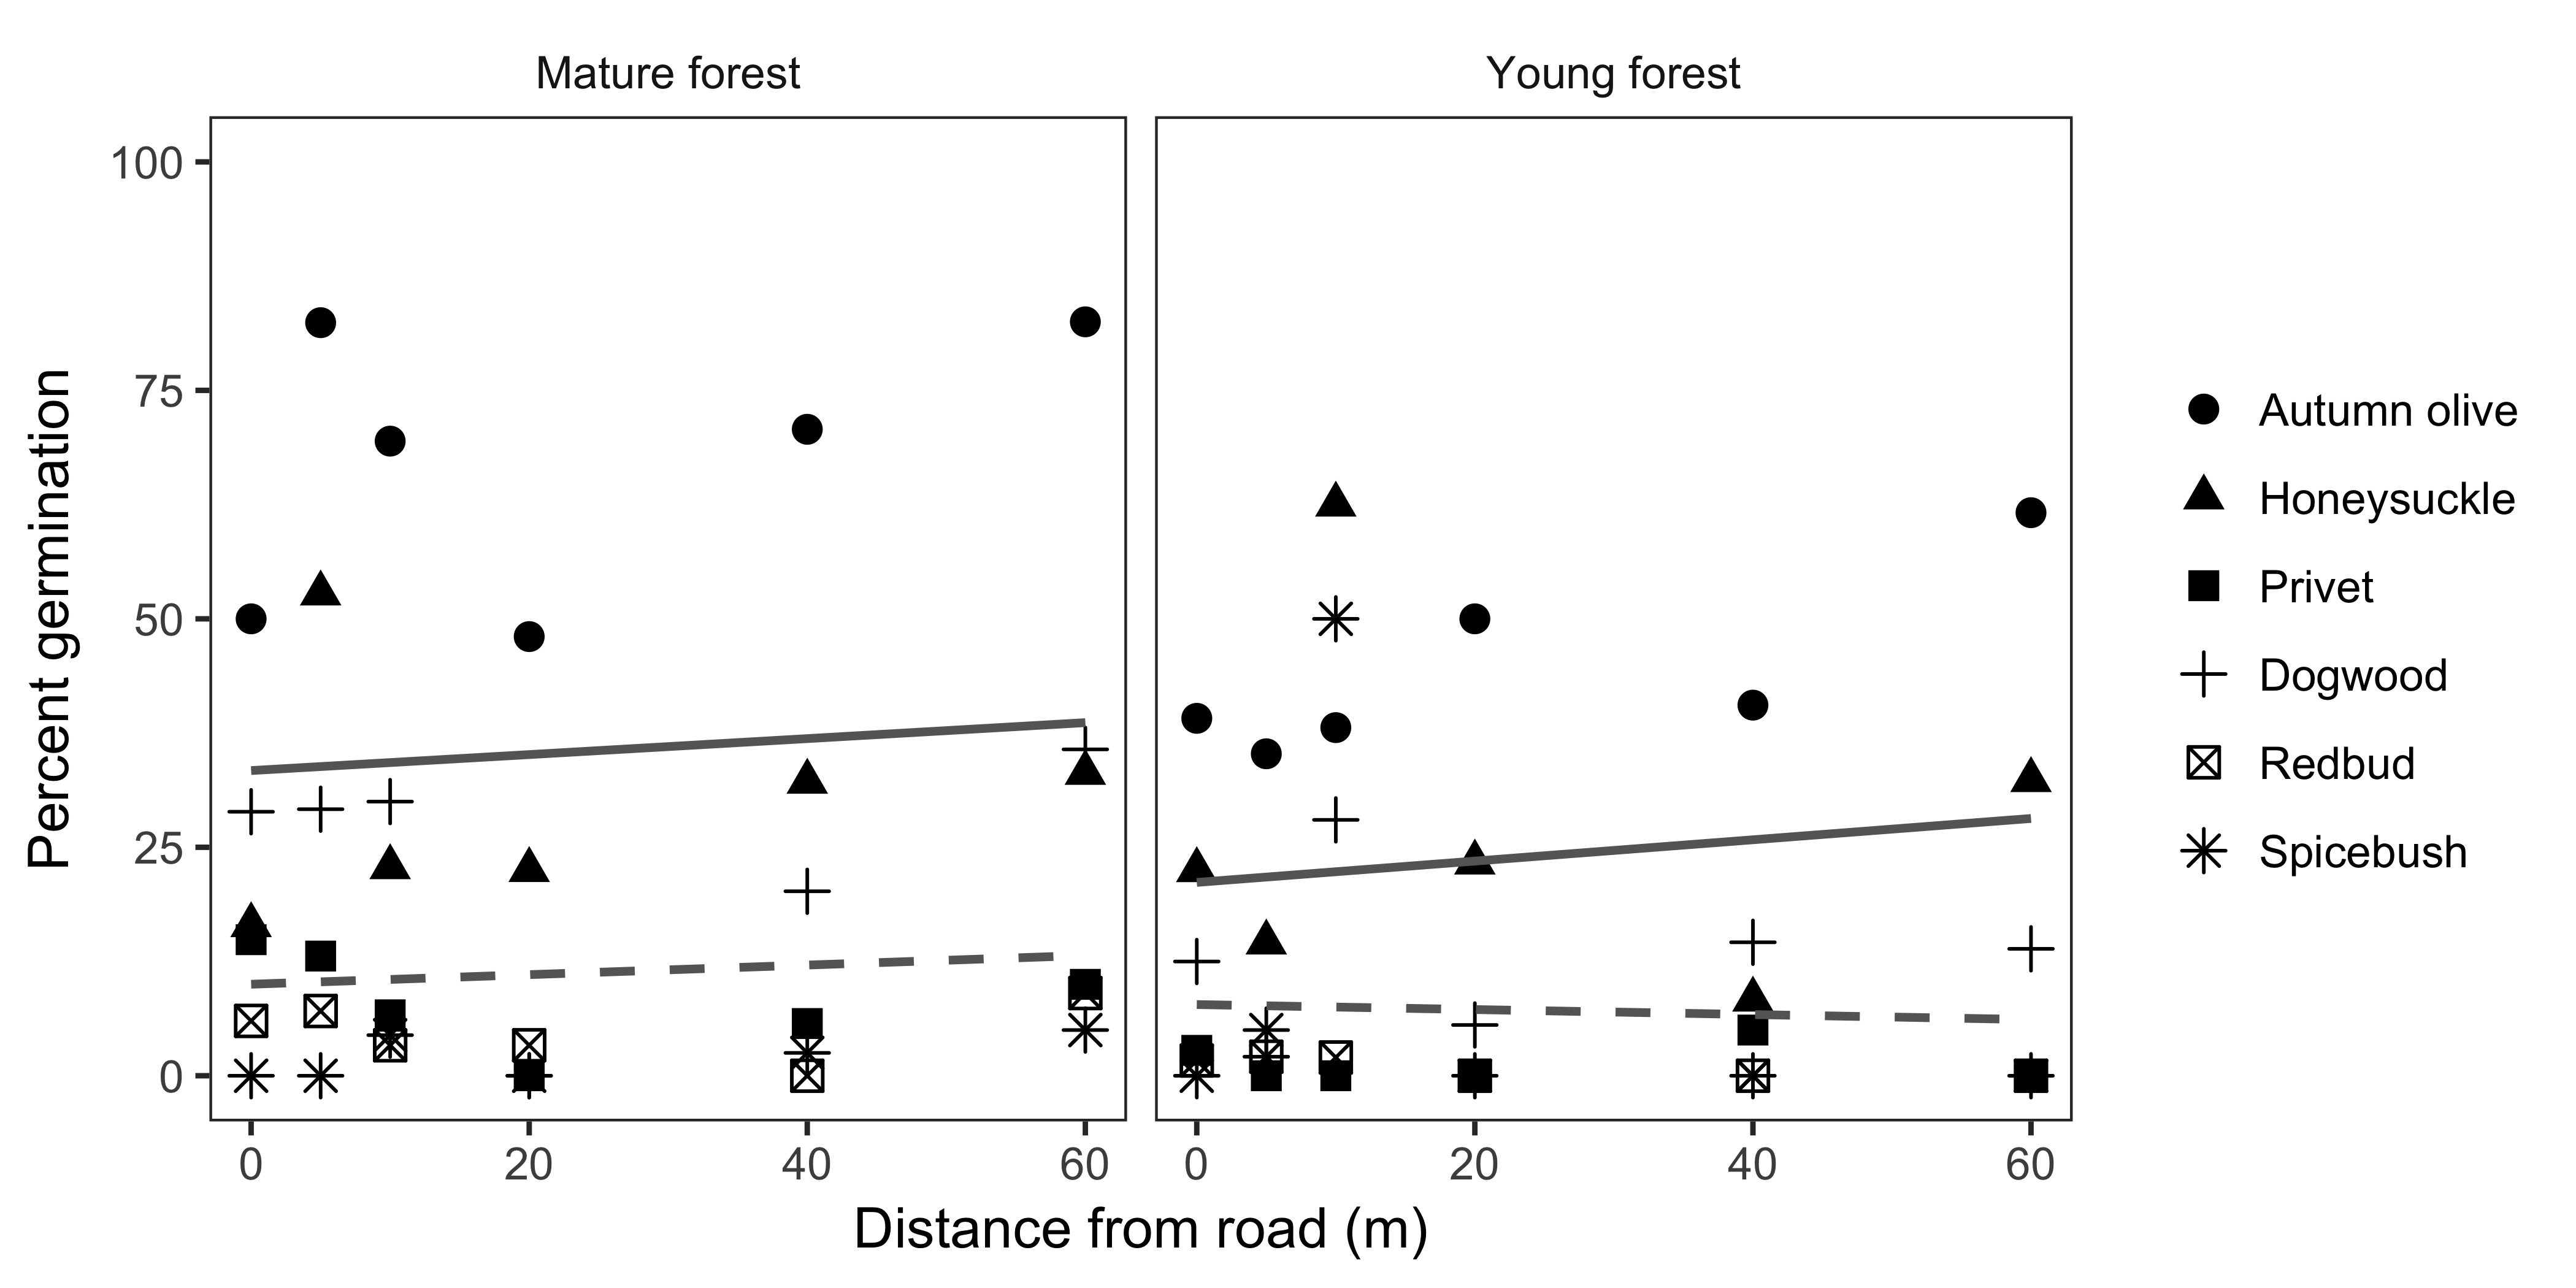 Mature forest
Young forest
Percent germination
100
75
50
25
0
0 20 40 60
0 20 40 60
Distance from road (m)
Autumn olive
Honeysuckle
Privet
Dogwood
Redbud
Spicebush